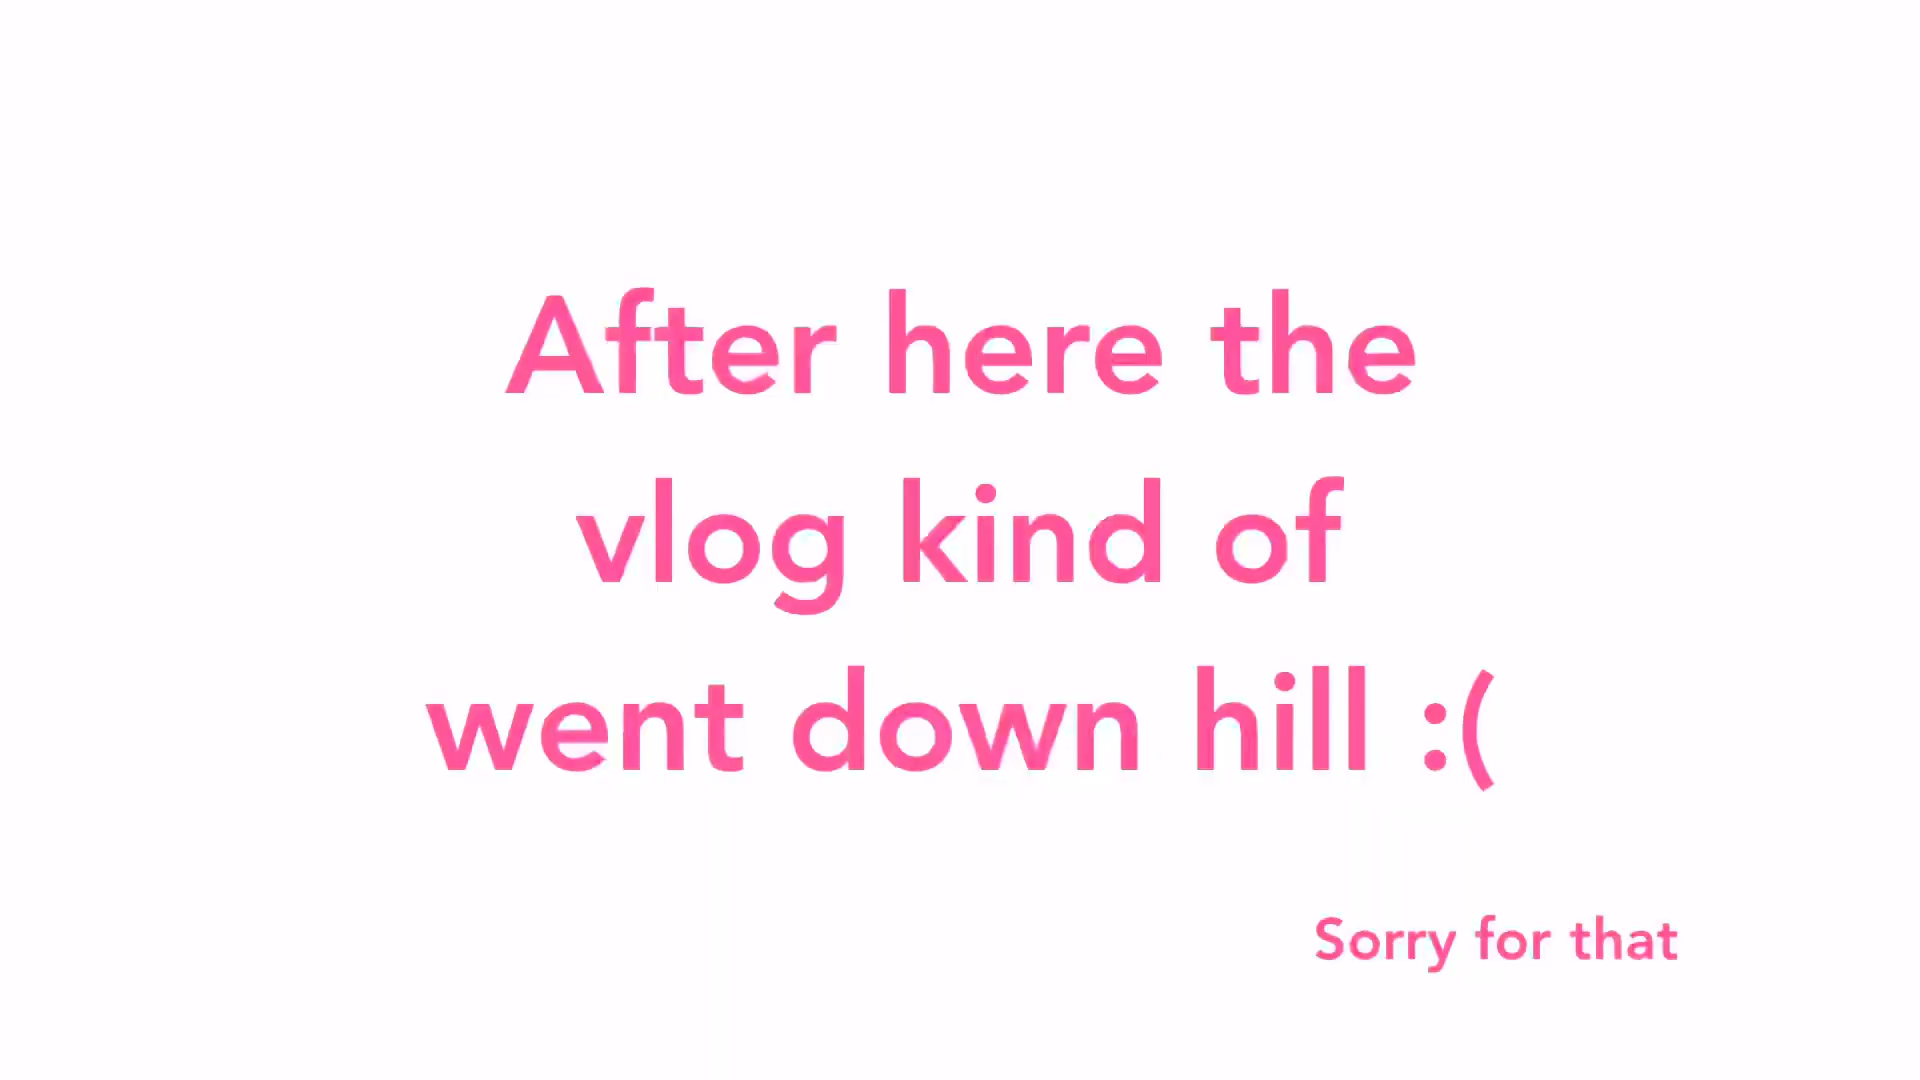 After here the
vlog kind of
went down hill :(
Sorry for that